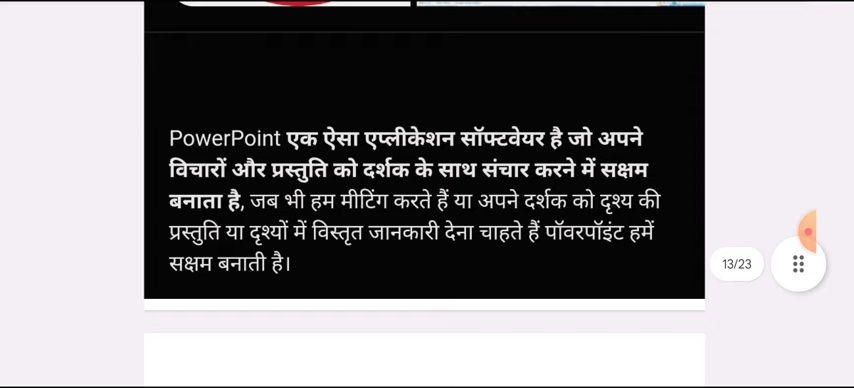 PowerPoint एक ऐसा एप्लीकेशन सॉफ्टवेयर है जो अपने
विचारों और प्रस्तुति को दर्शक के साथ संचार करने में सक्षम
बनाता है, जब भी हम मीटिंग करते हैं या अपने दर्शक को दृश्य की
प्रस्तुति या दृश्यों में विस्तृत जानकारी देना चाहते हैं पॉवरपॉइंट हमें
सक्षम बनाती है।
13/23